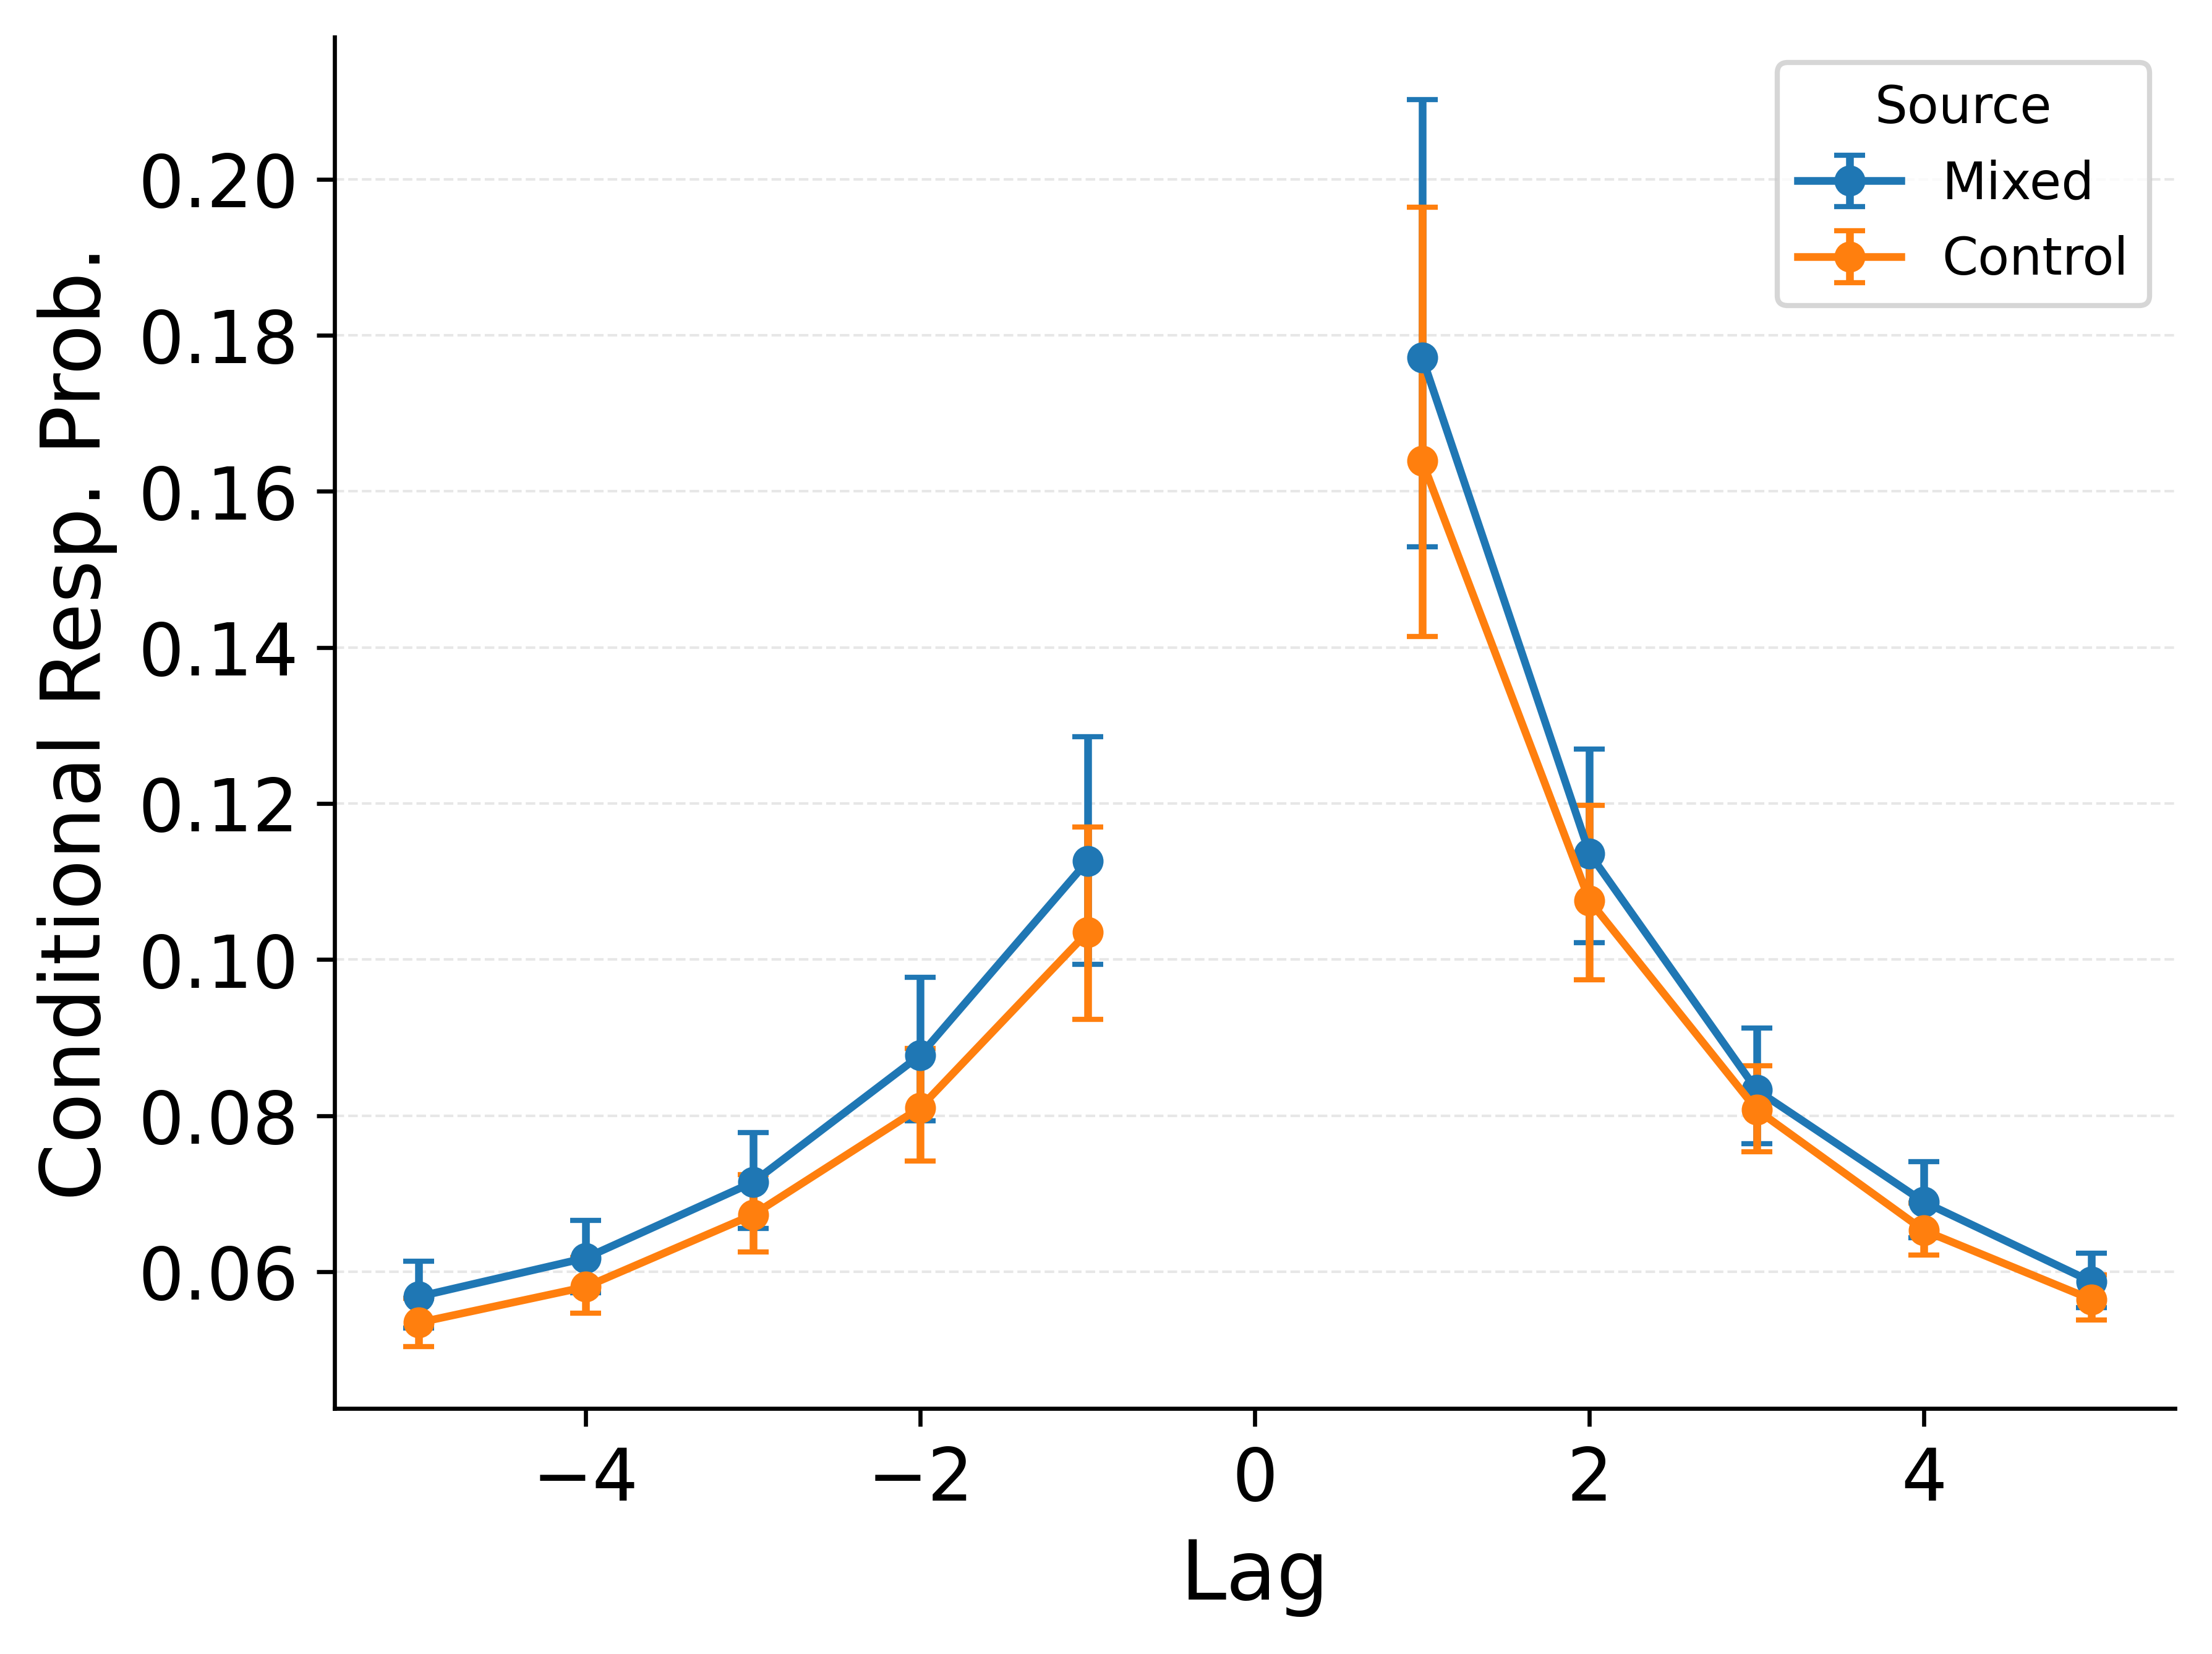 Source
Mixed
Control
0.20
0.18
0.16
0.14
0.12
0.10
0.08
0.06
Conditional Resp. Prob.
−4 −2 0 2 4
Lag